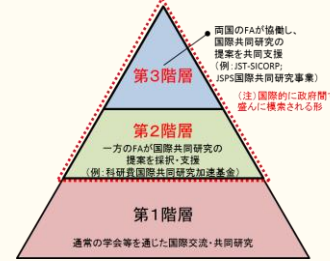 両国のFAが協働し、
国際共同研究の
提案を共同支援
(例:JST-SICORP;
JSPS国際共同研究事業)
第3階層
(注)国際的に政府間で
盛んに模索される形
第2階層
一方のFAが国際共同研究の
提案を採択・支援
(例:科研費国際共同研究加速基金)
第1階層
通常の学会等を通じた国際交流・共同研究